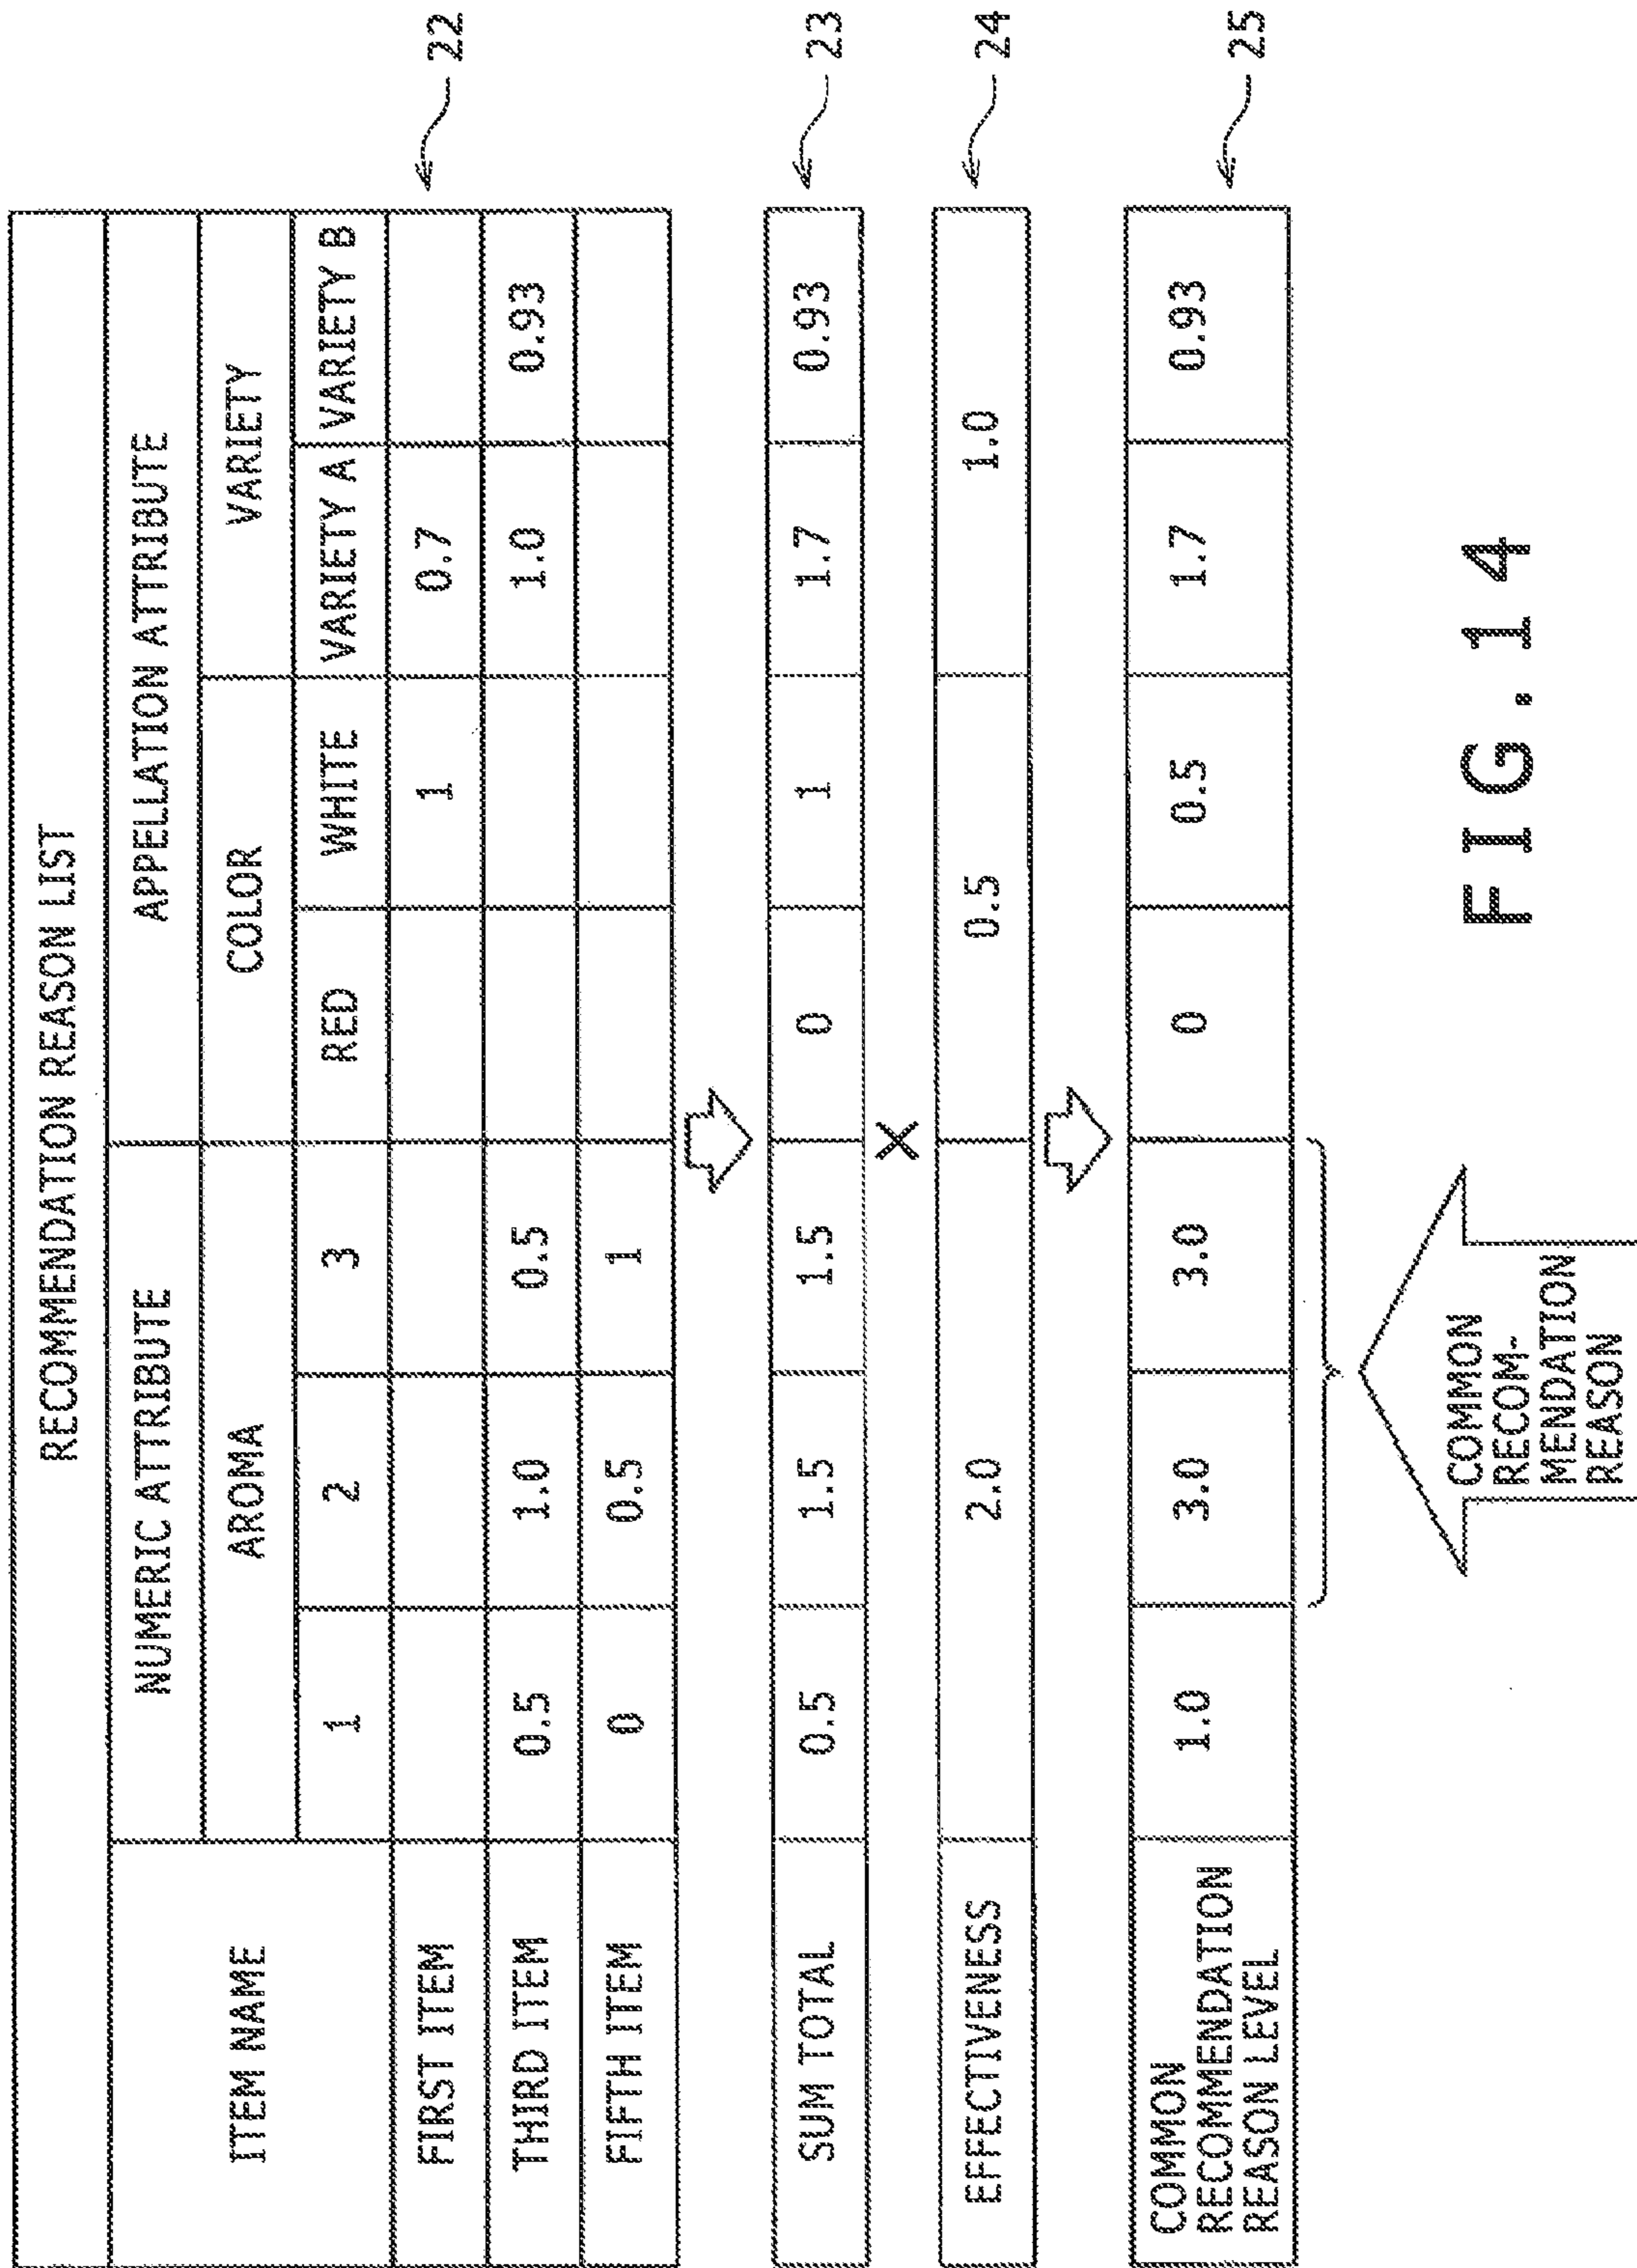 RECOMMENDATION REASON LIST
ITEM NAME
NUMERIC ATTRIBUTE
APPELLATION ATTRIBUTE
AROMA
COLOR
VARIETY
1 2 3 RED WHITE VARIETY A VARIETY B
FIRST ITEM 1 0.7
THIRD ITEM 0.5 1.0 0.5 1.0 0.93
FIFTH ITEM 0 0.5 1
22
SUM TOTAL 0.5 1.5 1.5 0 1 1.7 0.93
23
X
EFFECTIVENESS 2.0 0.5 1.0
24
COMMON
RECOMMENDATION
REASON LEVEL
1.0 3.0 3.0 0 0.5 1.7 0.93
25
COMMON
RECOM-
MENDATION
REASON
FIG. 14